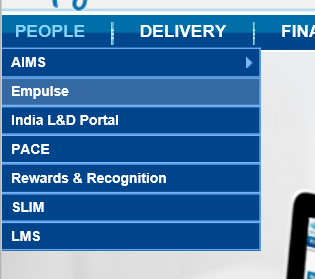 PEOPLE DELIVERY
AIMS
Empulse
India L&D Portal
PACE
Rewards & Recognition
SLIM
LMS